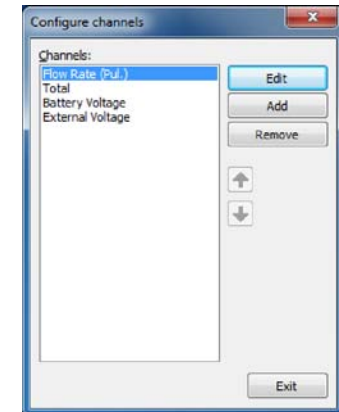 Configure channels
Channels:
Flow Rate (Pul.)
Total
Battery Voltage
External Voltage
Edit
Add
Remove
Exit